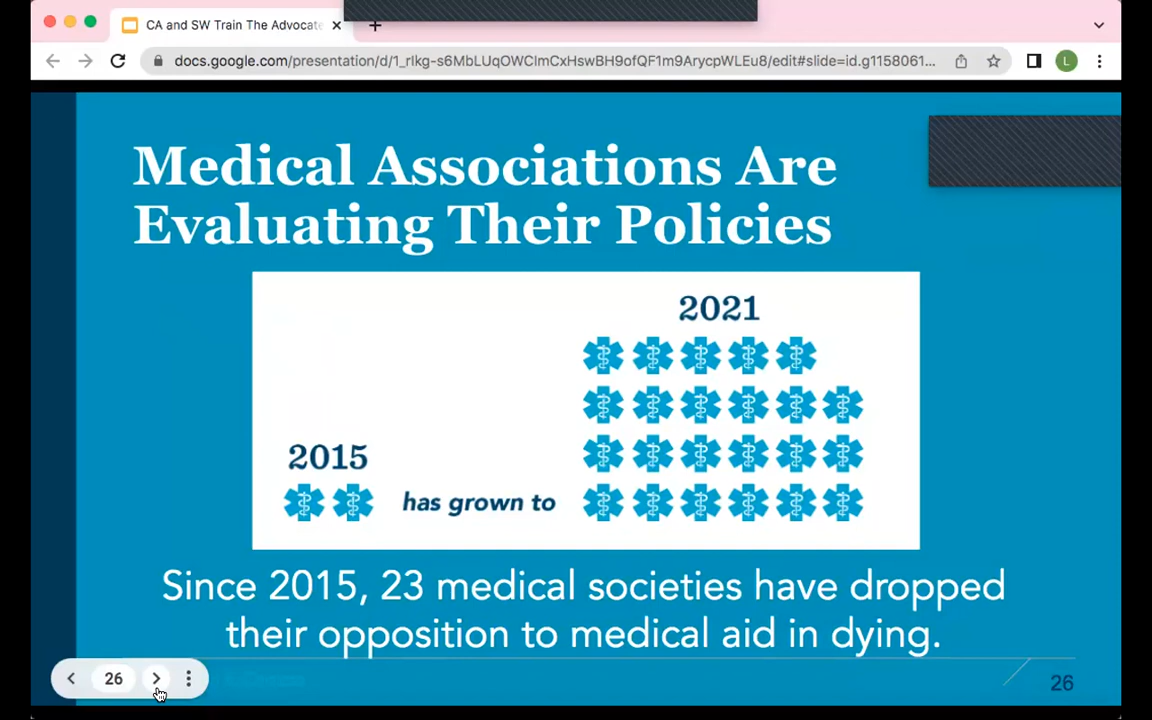 CA and SW Train The Advocate
docs.google.com/presentation/d/1_rlkg-s6MbLUqOWClmCxHswBH9ofQF1m9ArycpWLEu8/edit#slide=id.g1158061...
L
Medical Associations Are
Evaluating Their Policies
2021
2015
has grown to
Since 2015, 23 medical societies have dropped
their opposition to medical aid in dying.
26
26